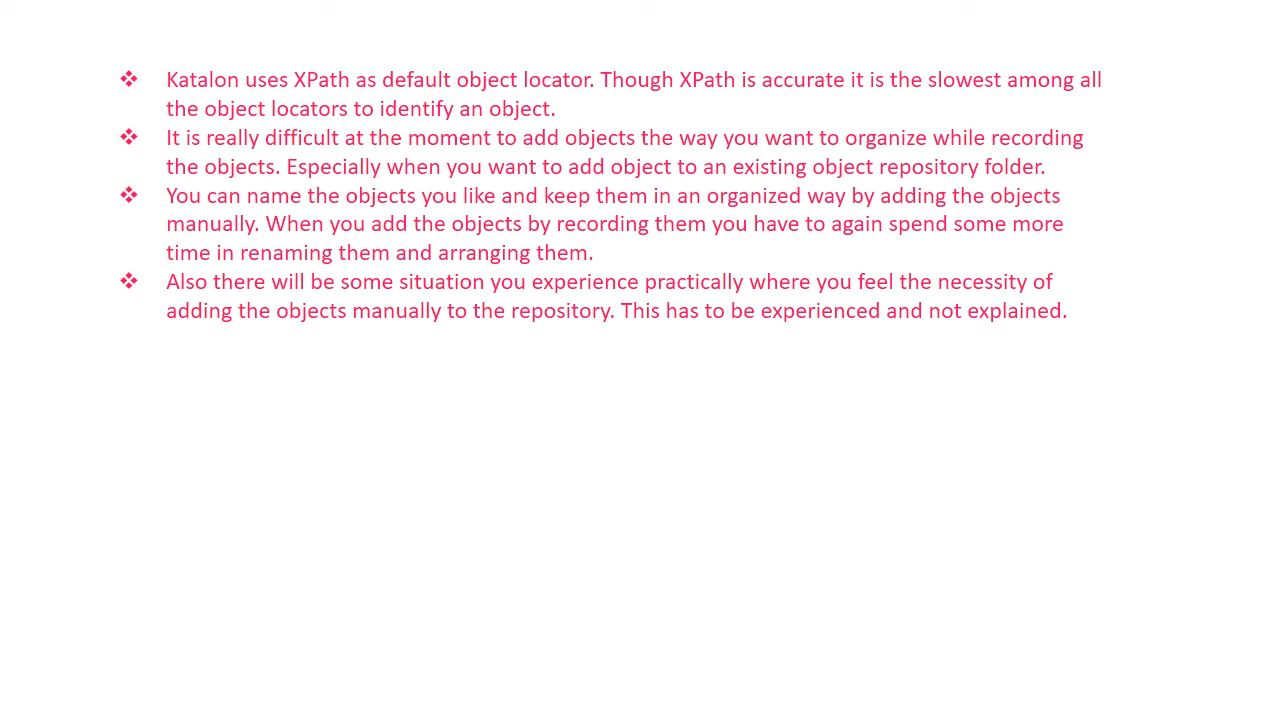 ❖ Katalon uses XPath as default object locator. Though XPath is accurate it is the slowest among all
the object locators to identify an object.
❖ It is really difficult at the moment to add objects the way you want to organize while recording
the objects. Especially when you want to add object to an existing object repository folder.
❖ You can name the objects you like and keep them in an organized way by adding the objects
manually. When you add the objects by recording them you have to again spend some more
time in renaming them and arranging them.
❖ Also there will be some situation you experience practically where you feel the necessity of
adding the objects manually to the repository. This has to be experienced and not explained.